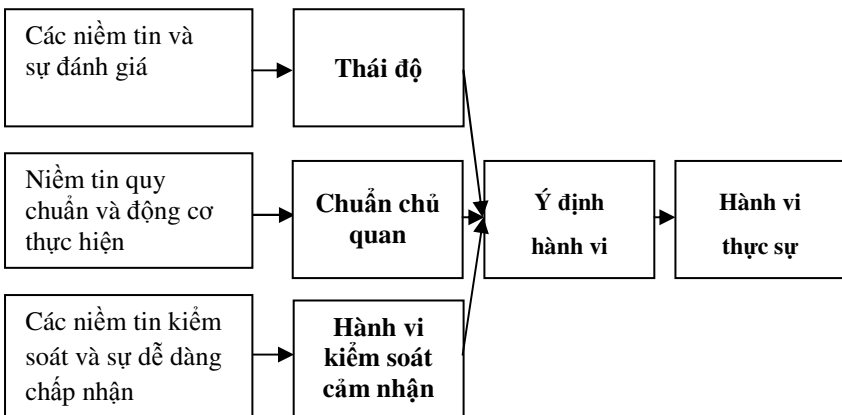 Các niềm tin và
sự đánh giá
Thái độ
Niềm tin quy
chuẩn và động cơ
thực hiện
Chuẩn chủ
quan
Ý định
hành vi
Hành vi
thực sự
Các niềm tin kiểm
soát và sự dễ dàng
chấp nhận
Hành vi
kiểm soát
cảm nhận